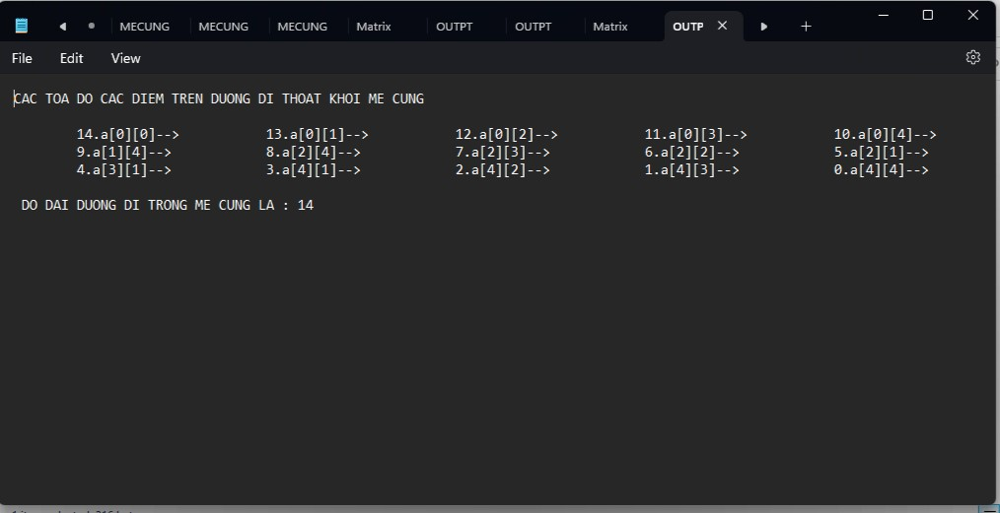 MECUNG MECUNG MECUNG Matrix OUTPT OUTPT Matrix OUTP
File Edit View
CAC TOA DO CAC DIEM TREN DUONG DI THOAT KHOI ME CUNG
14.a[0][0]--> 13.a[0][1]--> 12.a[0][2]--> 11.a[0][3]--> 10.a[0][4]-->
9.a[1][4]--> 8.a[2][4]--> 7.a[2][3]--> 6.a[2][2]--> 5.a[2][1]-->
4.a[3][1]--> 3.a[4][1]--> 2.a[4][2]--> 1.a[4][3]--> 0.a[4][4]-->
DO DAI DUONG DI TRONG ME CUNG LA : 14